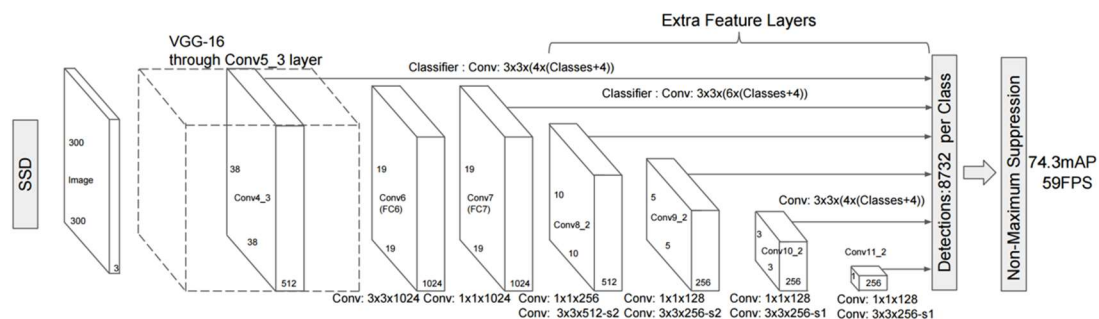 Extra Feature Layers
VGG-16
through Conv5_3 layer
Classifier : Conv: 3x3x(4x(Classes+4))
Classifier : Conv: 3x3x(6x(Classes+4))
SSD
300
Image
300
3
38
Conv4_3
38
512
19
Conv6
(FC6)
19
1024
19
Conv7
(FC7)
19
1024
10
Conv8_2
10
512
5
Conv9_2
5
256
Conv: 3x3x(4x(Classes+4))
3
Conv10_2
3
256
Conv11_2
1
256
Detections:8732 per Class
Non-Maximum Suppression
74.3mAP
59FPS
Conv: 3x3x1024
Conv: 1x1x1024
Conv: 1x1x256
Conv: 3x3x512-s2
Conv: 1x1x128
Conv: 3x3x256-s2
Conv: 1x1x128
Conv: 3x3x256-s1
Conv: 1x1x128
Conv: 3x3x256-s1